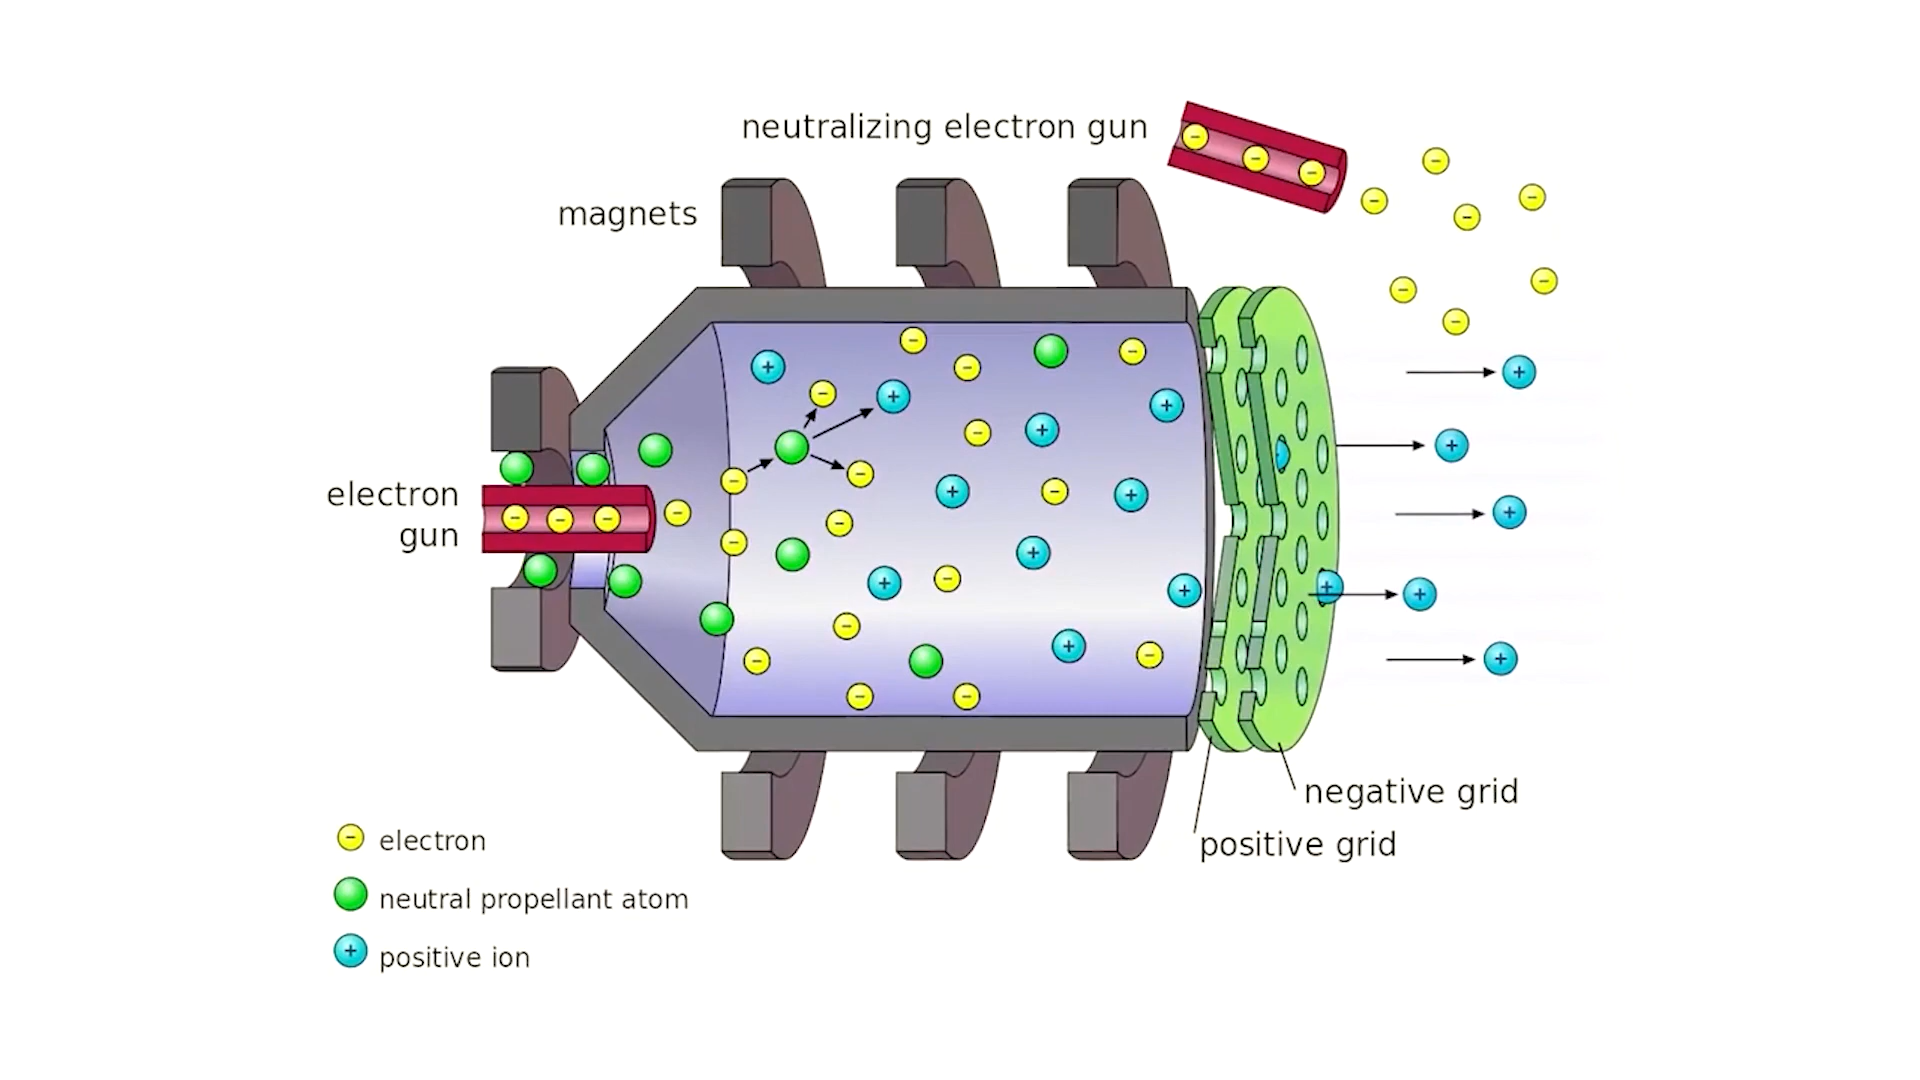 neutralizing electron gun
magnets
electron
gun
negative grid
positive grid
electron
neutral propellant atom
positive ion